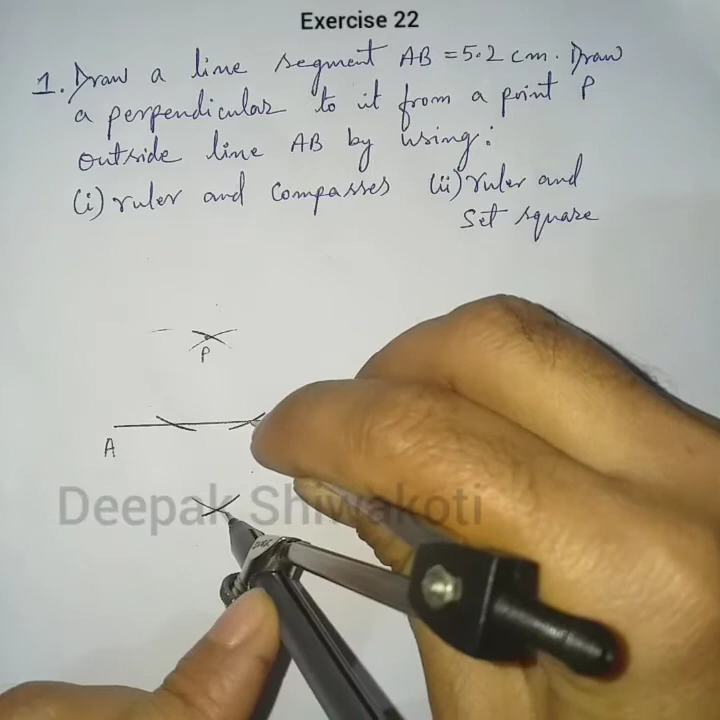 Exercise 22
1. Draw a line segment AB = 5.2 cm. Draw
a perpendicular to it from a point P
outside line AB by using:
(i) ruler and compasses (ii) ruler and
set square
P
A
Deepak Shiwakoti